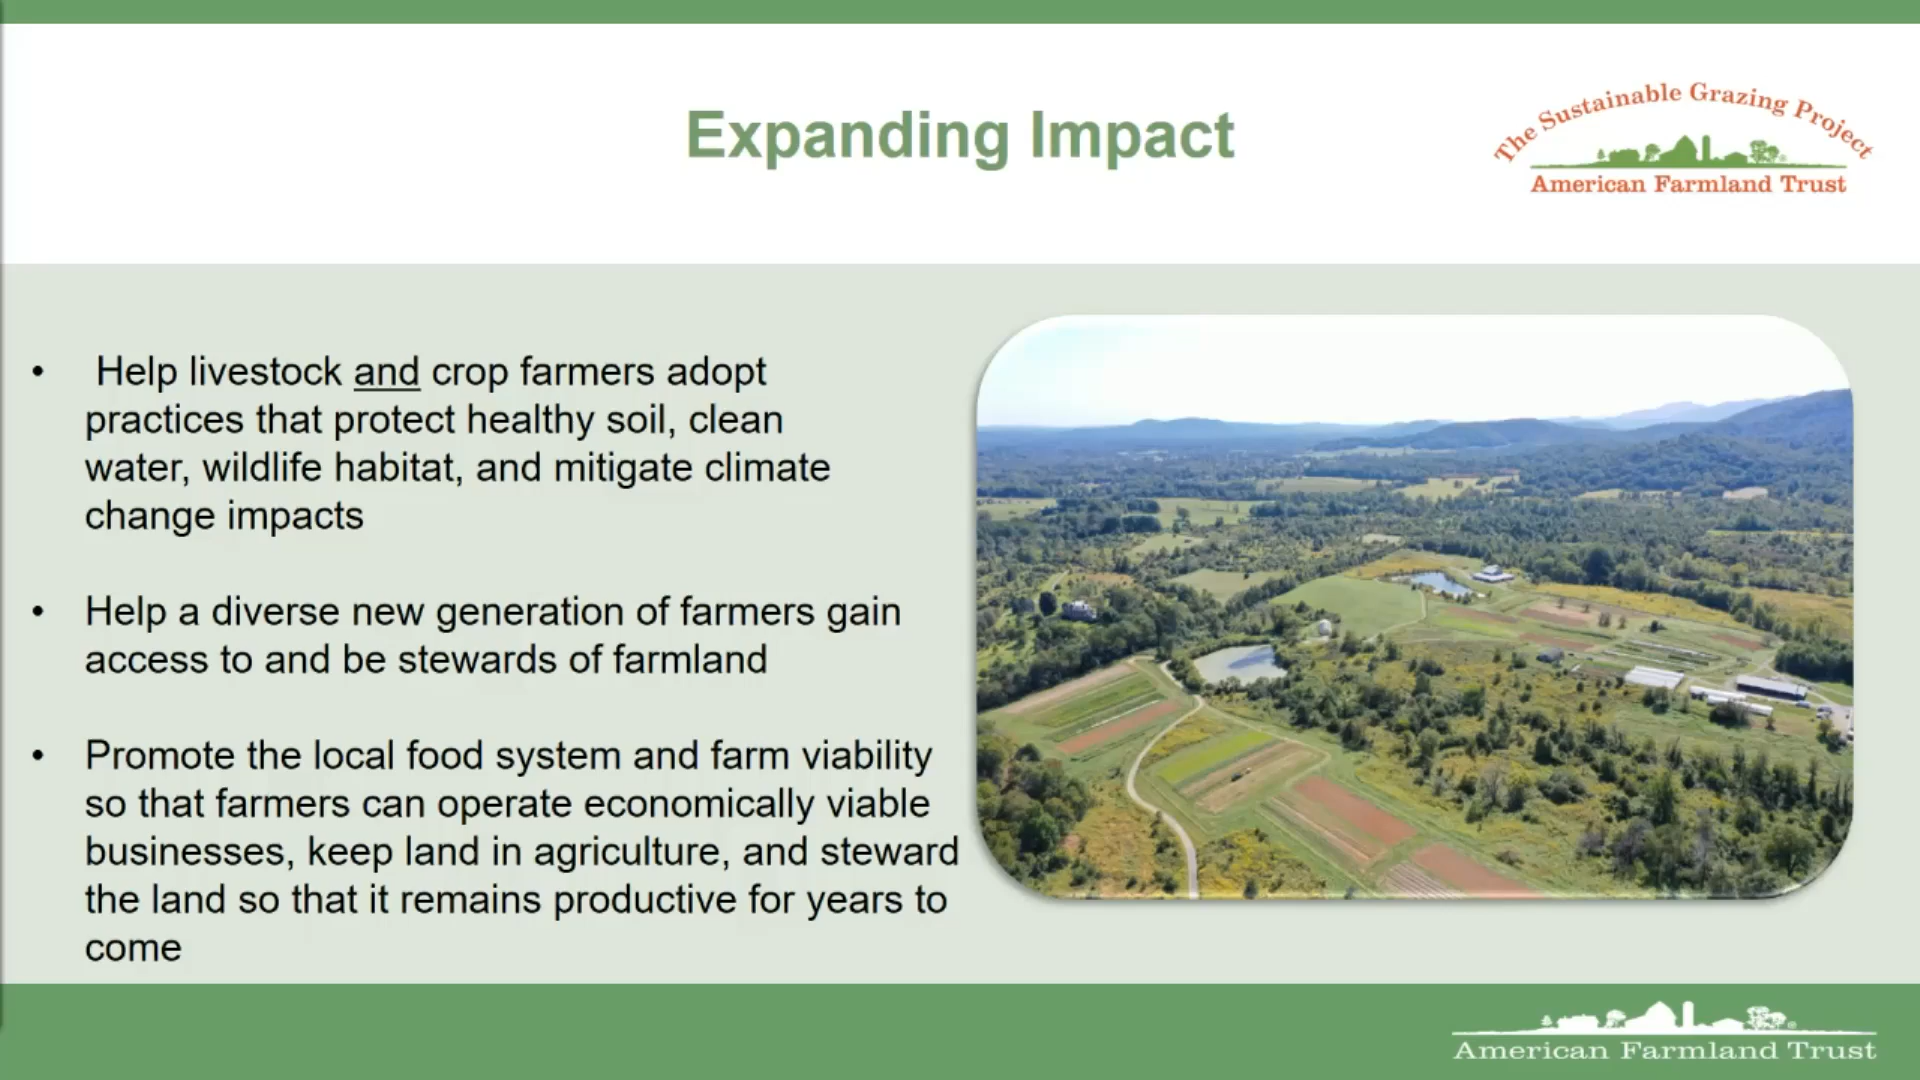 Expanding Impact
The Sustainable Grazing Project
American Farmland Trust
• Help livestock and crop farmers adopt
practices that protect healthy soil, clean
water, wildlife habitat, and mitigate climate
change impacts
• Help a diverse new generation of farmers gain
access to and be stewards of farmland
• Promote the local food system and farm viability
so that farmers can operate economically viable
businesses, keep land in agriculture, and steward
the land so that it remains productive for years to
come
American Farmland Trust